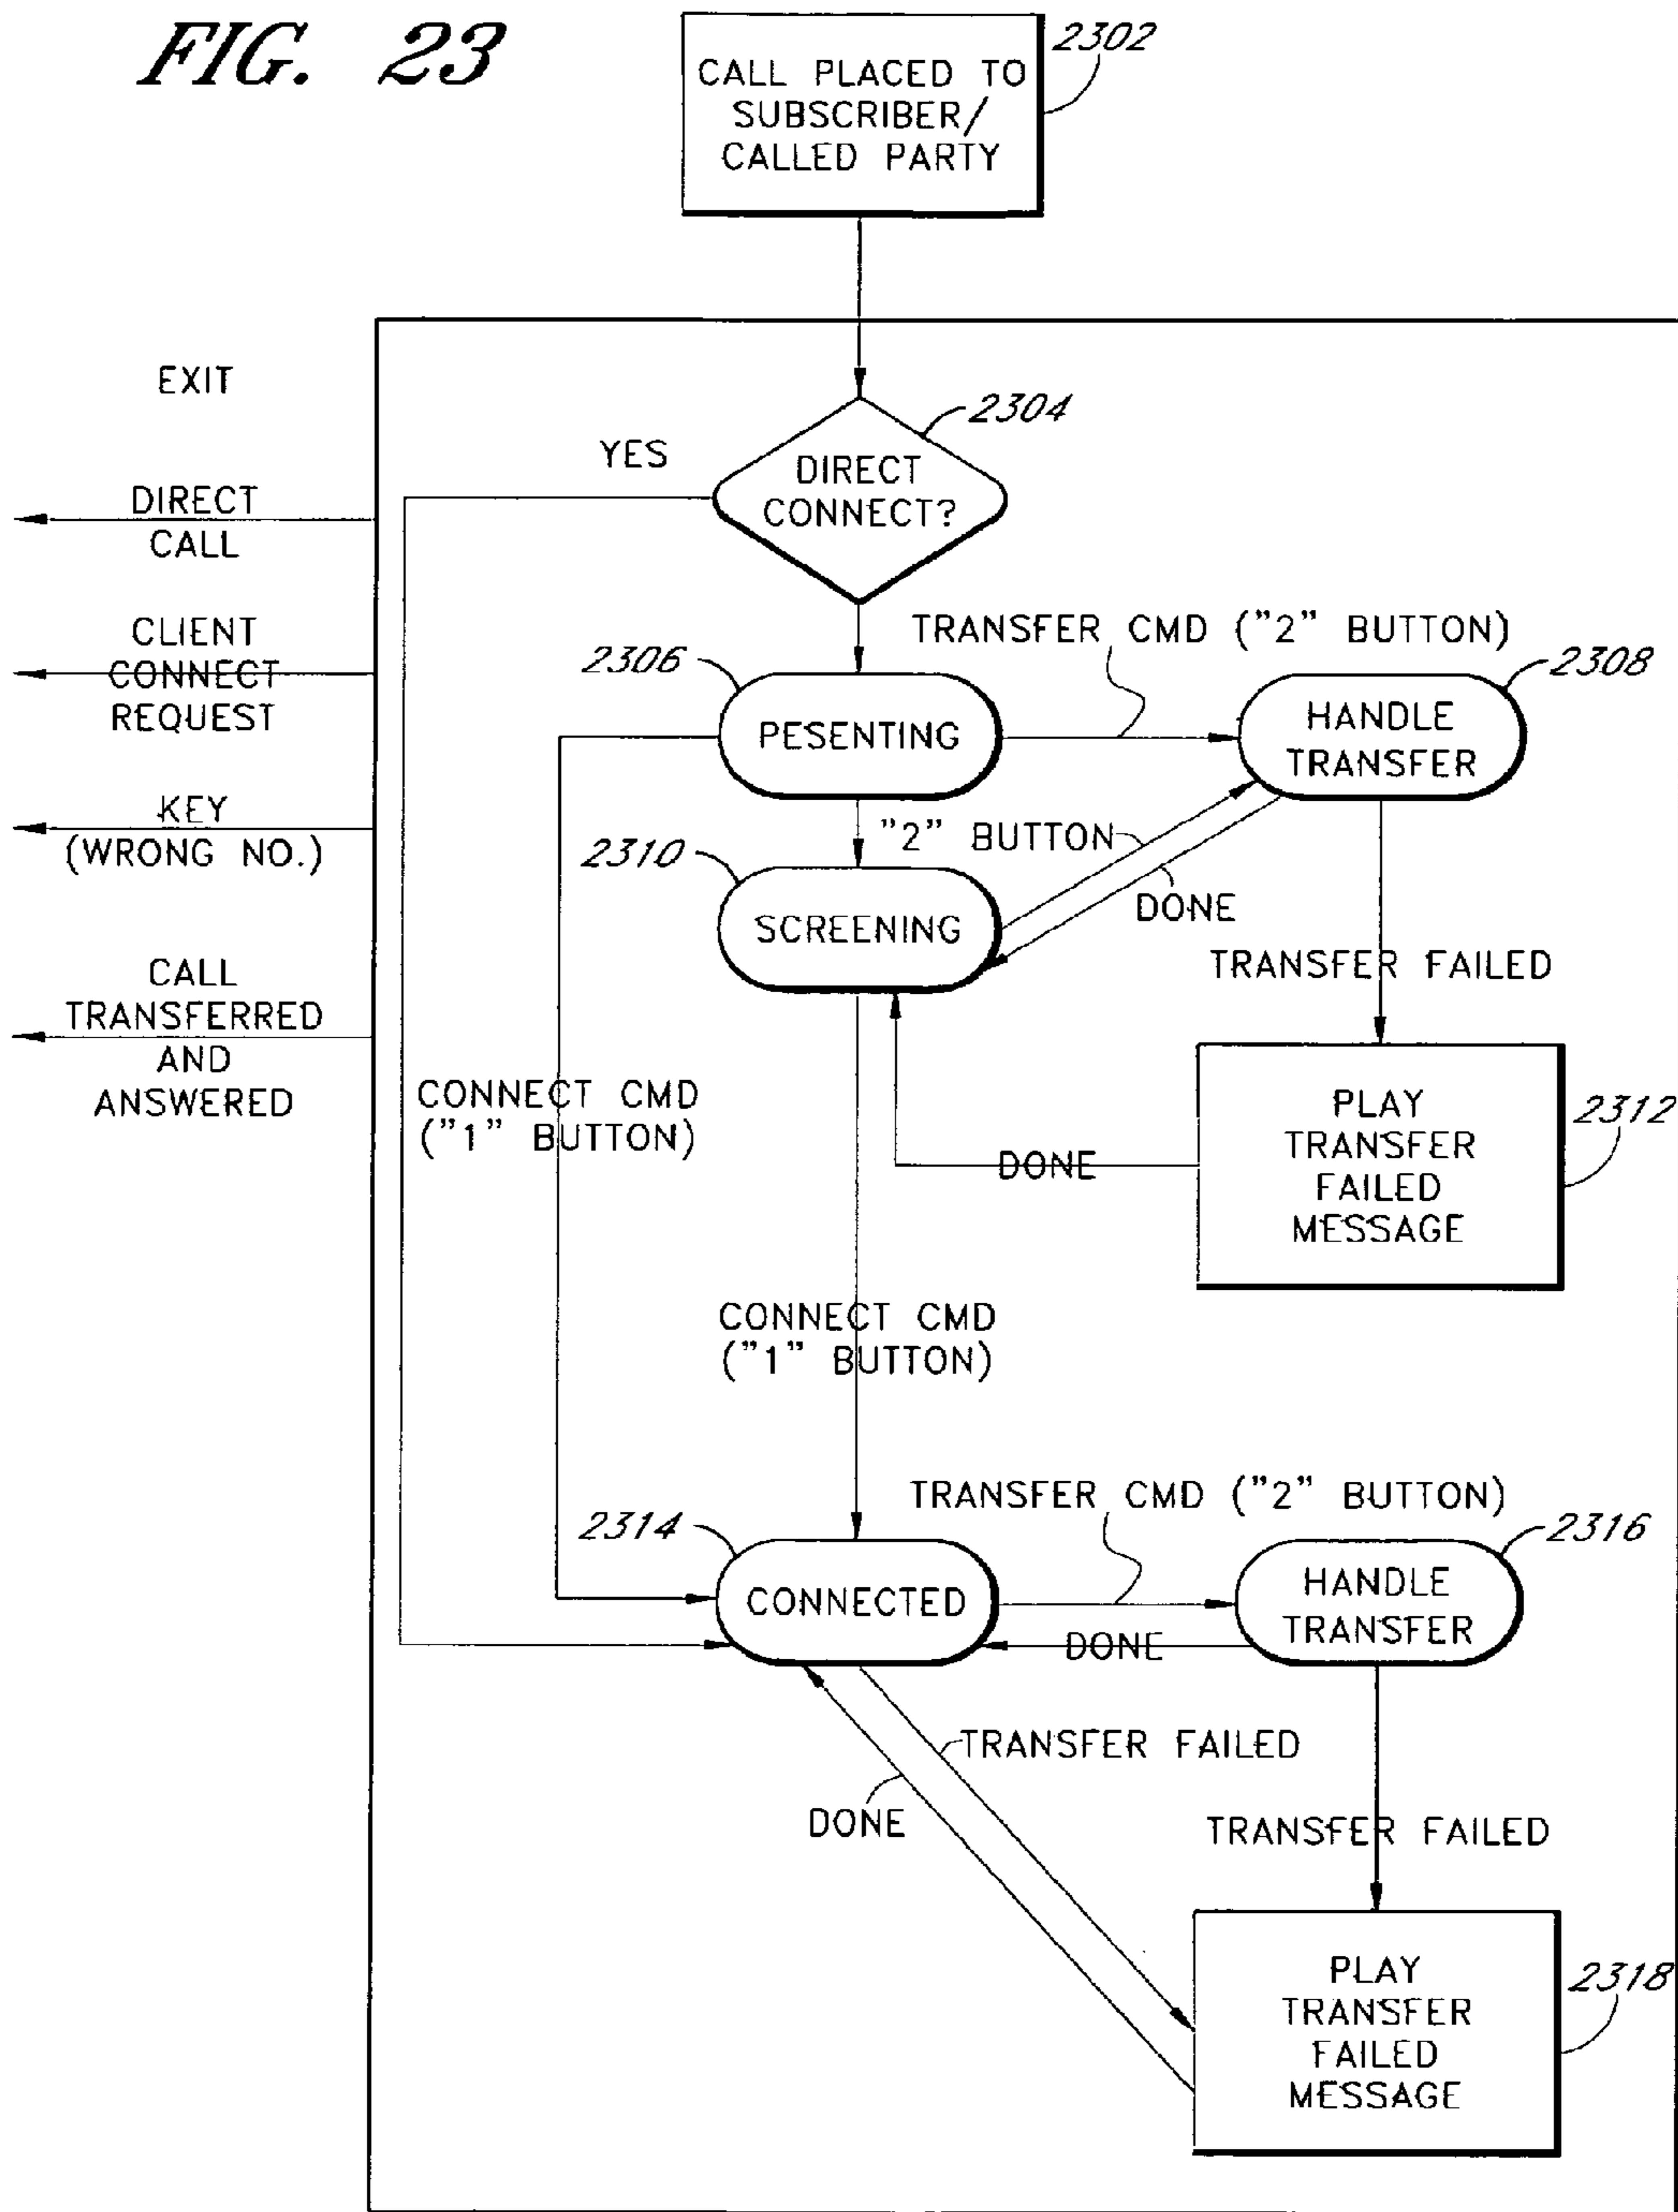 FIG. 23
2302
CALL PLACED TO
SUBSCRIBER/
CALLED PARTY
EXIT
2304
YES
DIRECT
CONNECT?
DIRECT
CALL
CLIENT
CONNECT
REQUEST
TRANSFER CMD ("2" BUTTON)
2306
2308
PESENTING
HANDLE
TRANSFER
KEY
(WRONG NO.)
"2" BUTTON
2310
DONE
SCREENING
TRANSFER FAILED
CALL
TRANSFERRED
AND
ANSWERED
CONNECT CMD
("1" BUTTON)
2312
PLAY
TRANSFER
FAILED
MESSAGE
DONE
CONNECT CMD
("1" BUTTON)
TRANSFER CMD ("2" BUTTON)
2314
2316
CONNECTED
HANDLE
TRANSFER
DONE
TRANSFER FAILED
DONE
TRANSFER FAILED
2318
PLAY
TRANSFER
FAILED
MESSAGE